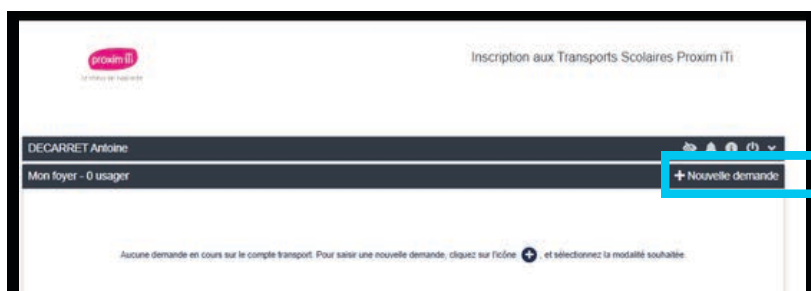 proxim iTi
Inscription aux Transports Scolaires Proxim iTi
DECARRET Antoine
Mon foyer - 0 usager
+ Nouvelle demande
Aucune demande en cours sur le compte transport. Pour saisir une nouvelle demande, cliquez sur l'icône + , et sélectionnez la modalité souhaitée.